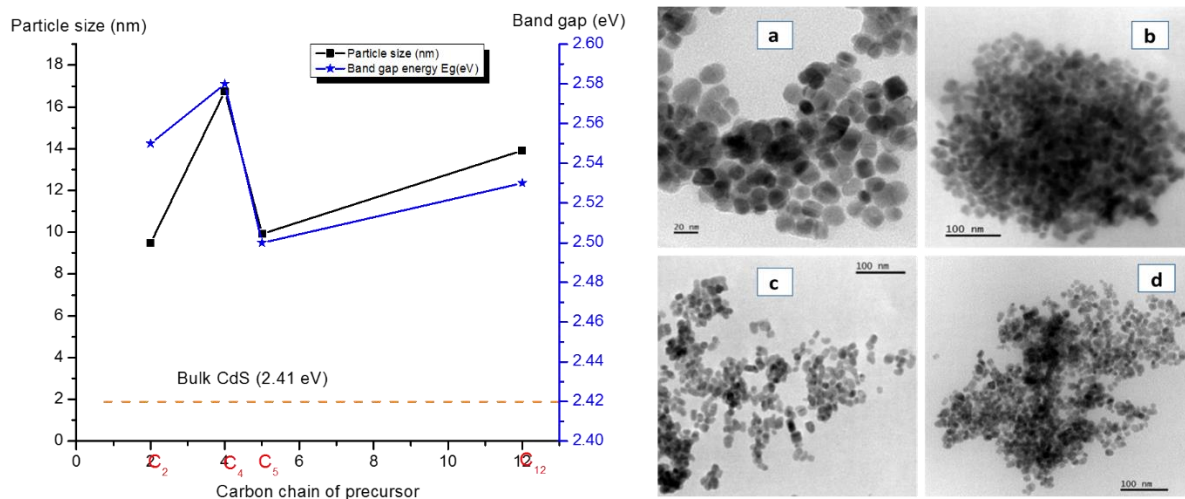 Particle size (nm)
Band gap (eV)
Particle size (nm)
Band gap energy Eg(eV)
18
16
14
12
10
8
6
4
2
0
2.60
2.58
2.56
2.54
2.52
2.50
2.48
2.46
2.44
2.42
2.40
Bulk CdS (2.41 eV)
0 2 4 6 8 10 12
C₂ C₄ C₅ C₁₂
Carbon chain of precursor
a
20 nm
b
100 nm
c
100 nm
d
100 nm